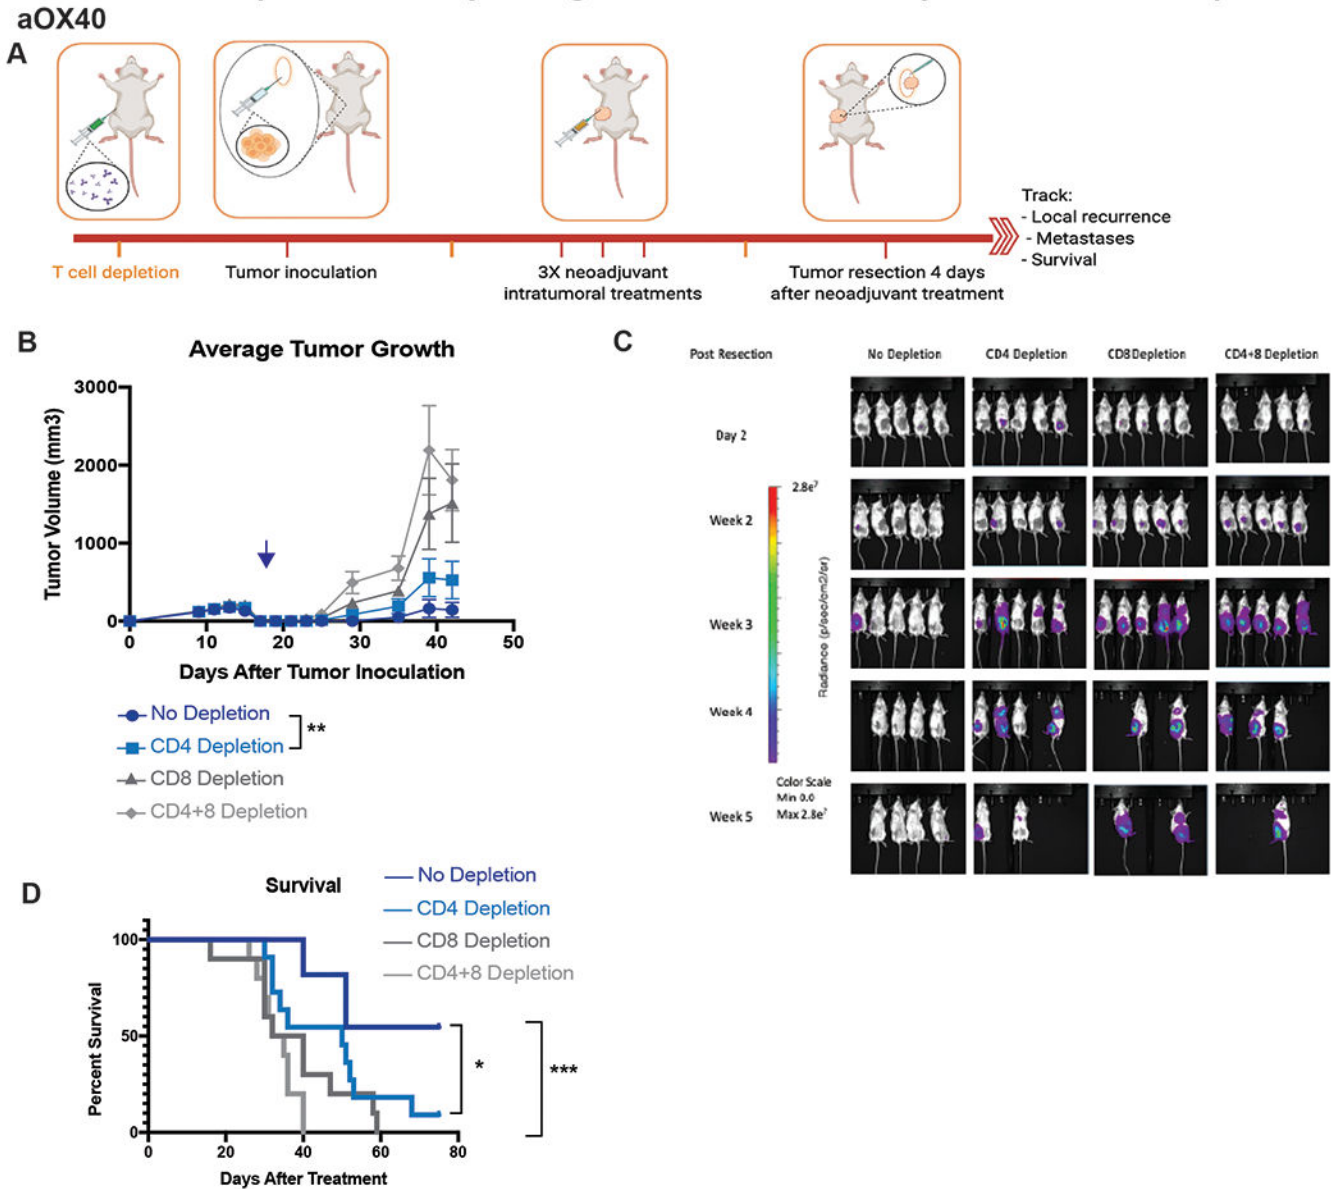 aOX40
A
Track:
- Local recurrence
- Metastases
- Survival
T cell depletion
Tumor inoculation
3X neoadjuvant
intratumoral treatments
Tumor resection 4 days
after neoadjuvant treatment
B
Average Tumor Growth
Tumor Volume (mm3)
3000
2000
1000
0
0 10 20 30 40 50
Days After Tumor Inoculation
No Depletion
CD4 Depletion
**
CD8 Depletion
CD4+8 Depletion
C
Post Resection
No Depletion
CD4 Depletion
CD8 Depletion
CD4+8 Depletion
Day 2
Week 2
Week 3
Week 4
Week 5
2.8e⁷
Radiance (p/sec/cm2/sr)
Color Scale
Min 0.0
Max 2.8e⁷
D
Survival
No Depletion
CD4 Depletion
CD8 Depletion
CD4+8 Depletion
Percent Survival
100
50
0
0 20 40 60 80
Days After Treatment
*
***